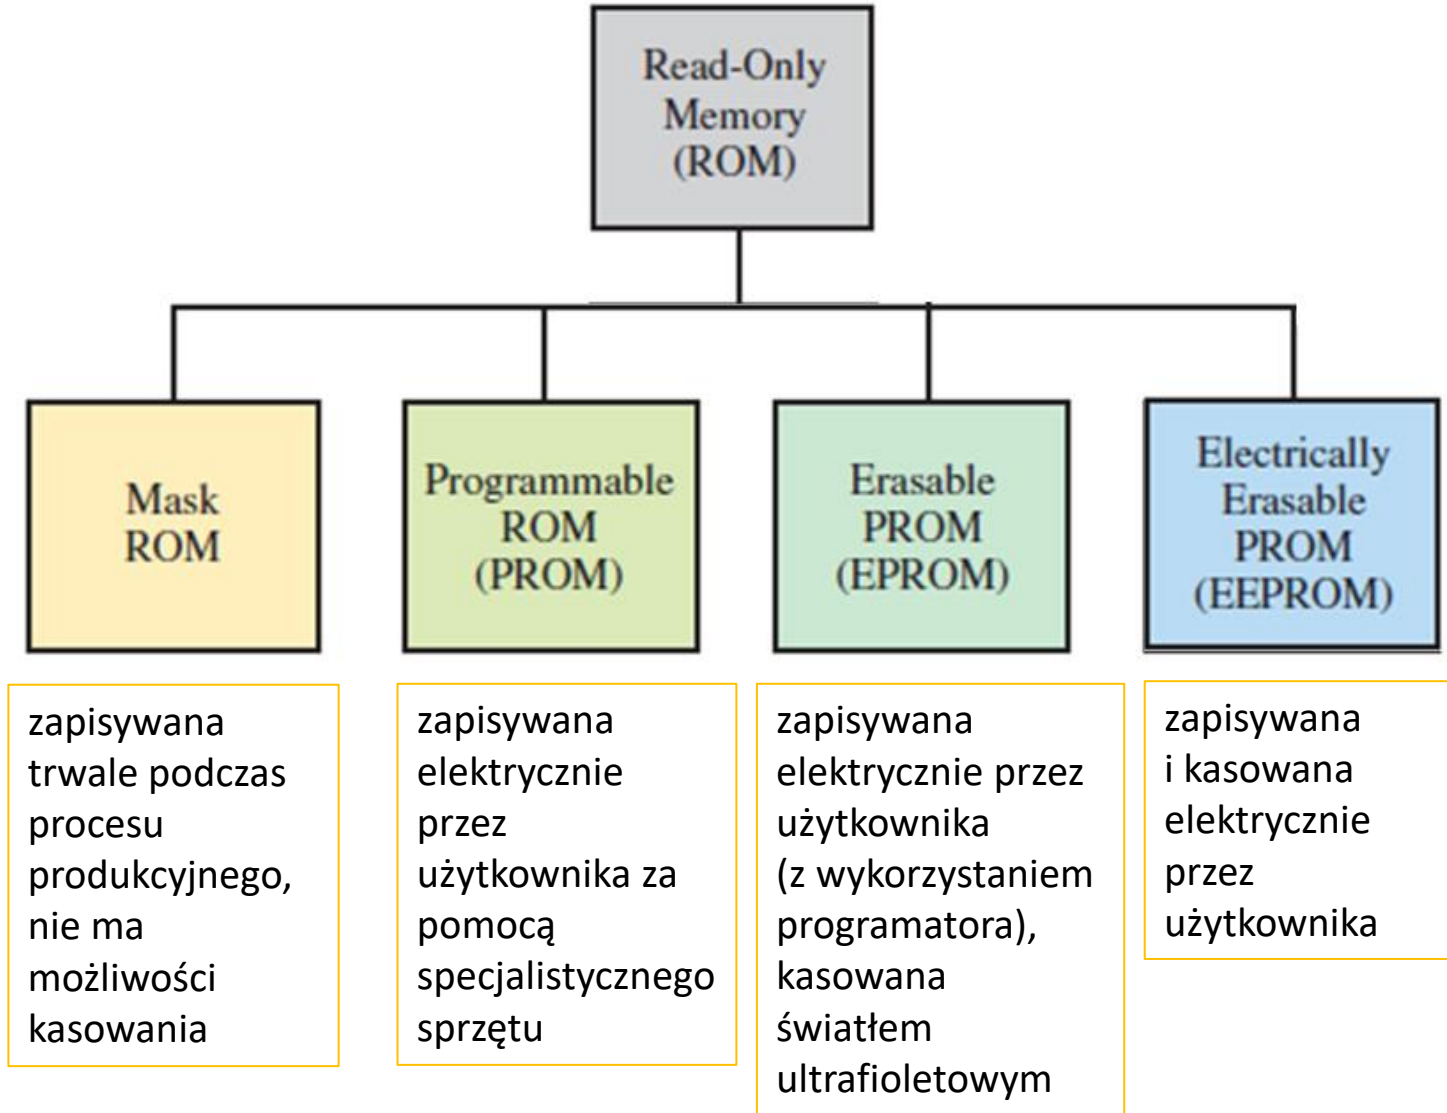 Read-Only
Memory
(ROM)
Mask
ROM
Programmable
ROM
(PROM)
Erasable
PROM
(EPROM)
Electrically
Erasable
PROM
(EEPROM)
zapisywana
trwale podczas
procesu
produkcyjnego,
nie ma
możliwości
kasowania
zapisywana
elektrycznie
przez
użytkownika za
pomocą
specjalistycznego
sprzętu
zapisywana
elektrycznie przez
użytkownika
(z wykorzystaniem
programatora),
kasowana
światłem
ultrafioletowym
zapisywana
i kasowana
elektrycznie
przez
użytkownika